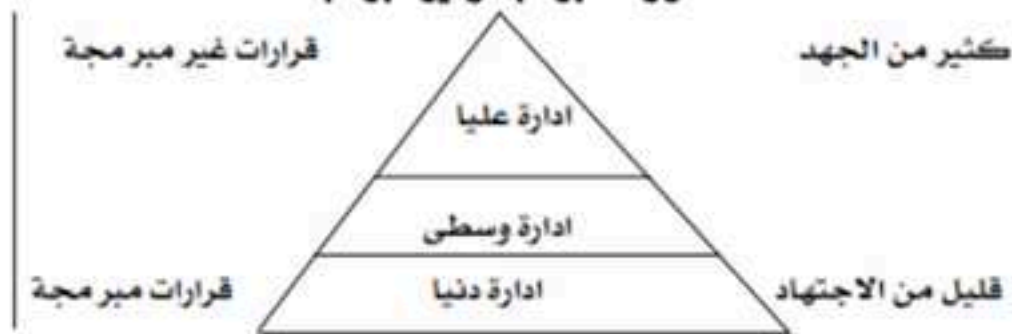 كثير من الجهد
قرارات غير مبرمجة
ادارة عليا
ادارة وسطى
قليل من الاجتهاد
ادارة دنيا
قرارات مبرمجة